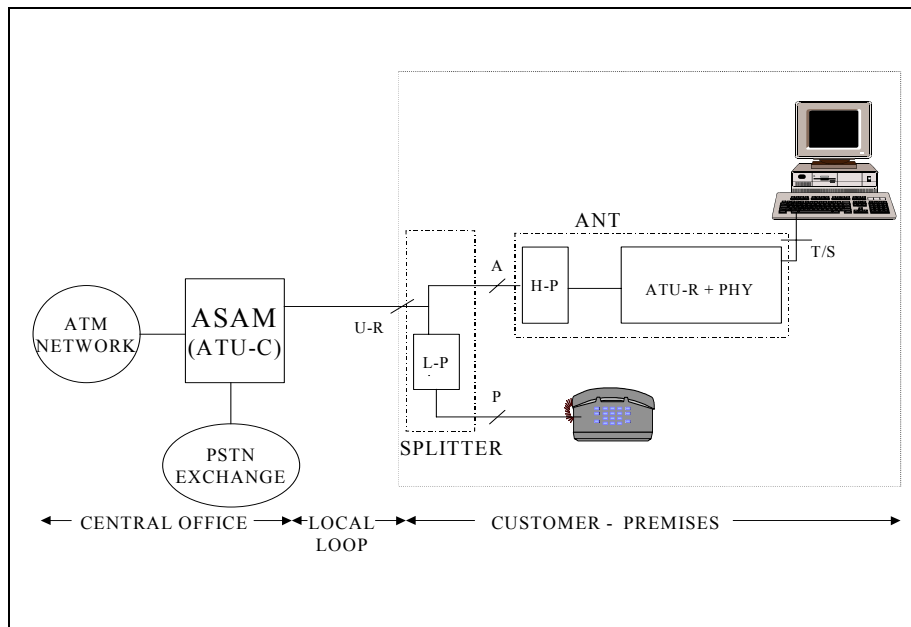 ANT
T/S
A
H-P
ATU-R + PHY
ASAM
(ATU-C)
U-R
ATM
NETWORK
L-P
P
SPLITTER
PSTN
EXCHANGE
CENTRAL OFFICE
LOCAL
LOOP
CUSTOMER - PREMISES